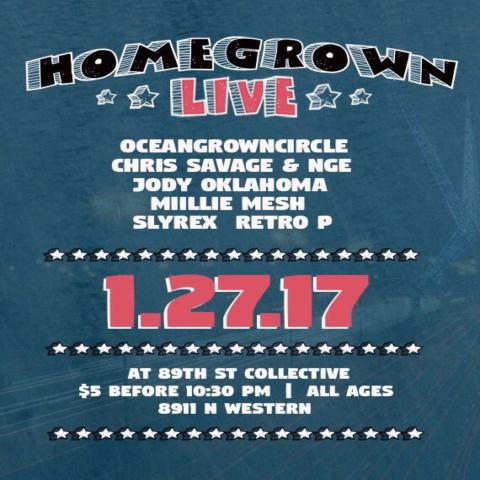 HOMEGROWN
LIVE
OCEANGROWNCIRCLE
CHRIS SAVAGE & NGE
JODY OKLAHOMA
MIILLIE MESH
SLYREX RETRO P
1.27.17
AT 89TH ST COLLECTIVE
$5 BEFORE 10:30 PM | ALL AGES
8911 N WESTERN